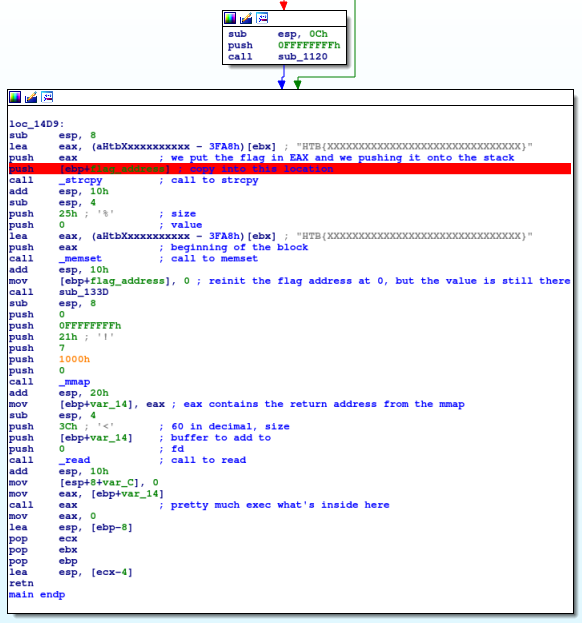 sub esp, 0Ch
push 0FFFFFFFFh
call sub_1120
loc_14D9:
sub esp, 8
lea eax, (aHtbXxxxxxxxxxx - 3FA8h)[ebx] ; "HTB{XXXXXXXXXXXXXXXXXXXXXXXXXXXXXXX}"
push eax ; we put the flag in EAX and we pushing it onto the stack
push [ebp+flag_address] ; copy into this location
call _strcpy ; call to strcpy
add esp, 10h
sub esp, 4
push 25h ; '%' ; size
push 0 ; value
lea eax, (aHtbXxxxxxxxxxx - 3FA8h)[ebx] ; "HTB{XXXXXXXXXXXXXXXXXXXXXXXXXXXXXXX}"
push eax ; beginning of the block
call _memset ; call to memset
add esp, 10h
mov [ebp+flag_address], 0 ; reinit the flag address at 0, but the value is still there
call sub_133D
sub esp, 8
push 0
push 0FFFFFFFFh
push 21h ; '!'
push 7
push 1000h
push 0
call _mmap
add esp, 20h
mov [ebp+var_14], eax ; eax contains the return address from the mmap
sub esp, 4
push 3Ch ; '<' ; 60 in decimal, size
push [ebp+var_14] ; buffer to add to
push 0 ; fd
call _read ; call to read
add esp, 10h
mov [esp+8+var_C], 0
mov eax, [ebp+var_14]
call eax ; pretty much exec what's inside here
mov eax, 0
lea esp, [ebp-8]
pop ecx
pop ebx
pop ebp
lea esp, [ecx-4]
retn
main endp